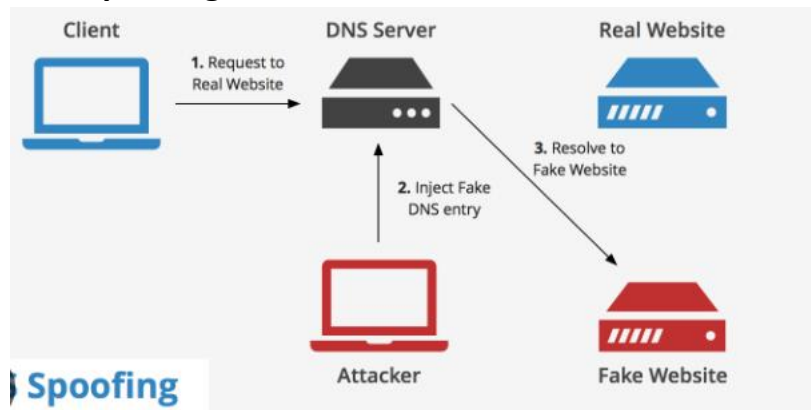 Client
DNS Server
Real Website
1. Request to
Real Website
3. Resolve to
Fake Website
2. Inject Fake
DNS entry
Attacker
Fake Website
Spoofing